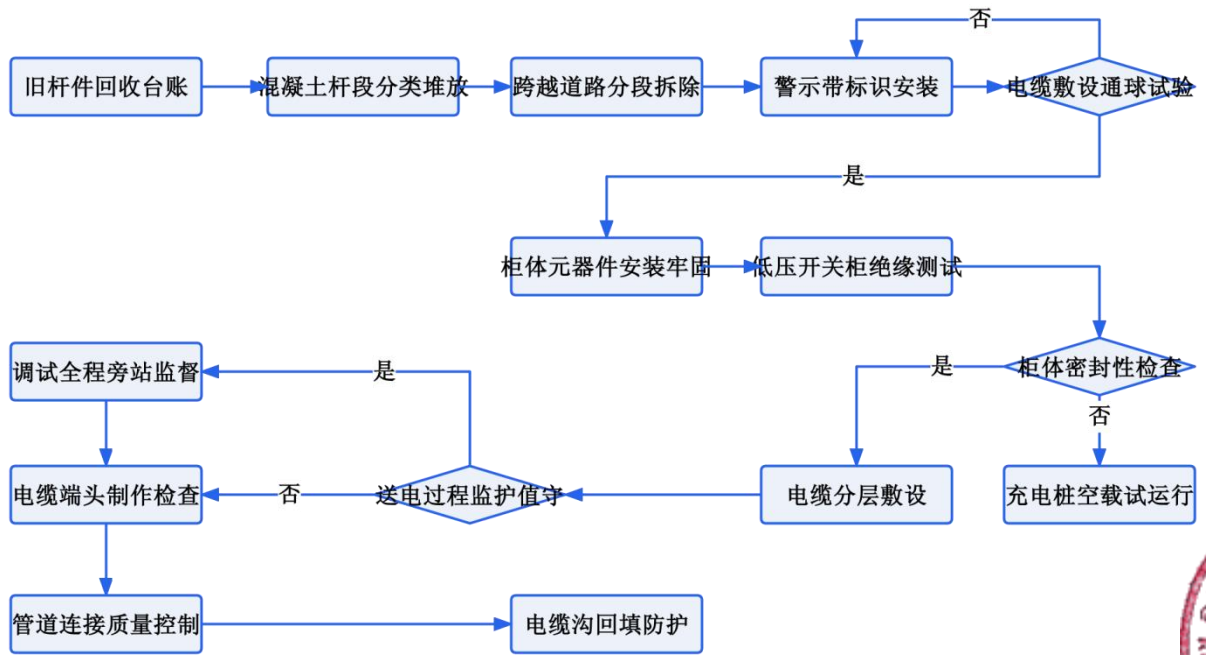 否
旧杆件回收台账
混凝土杆段分类堆放
跨越道路分段拆除
警示带标识安装
电缆敷设通球试验
是
柜体元器件安装牢固
低压开关柜绝缘测试
调试全程旁站监督
是
是
柜体密封性检查
否
电缆端头制作检查
否
送电过程监护值守
电缆分层敷设
充电桩空载试运行
管道连接质量控制
电缆沟回填防护